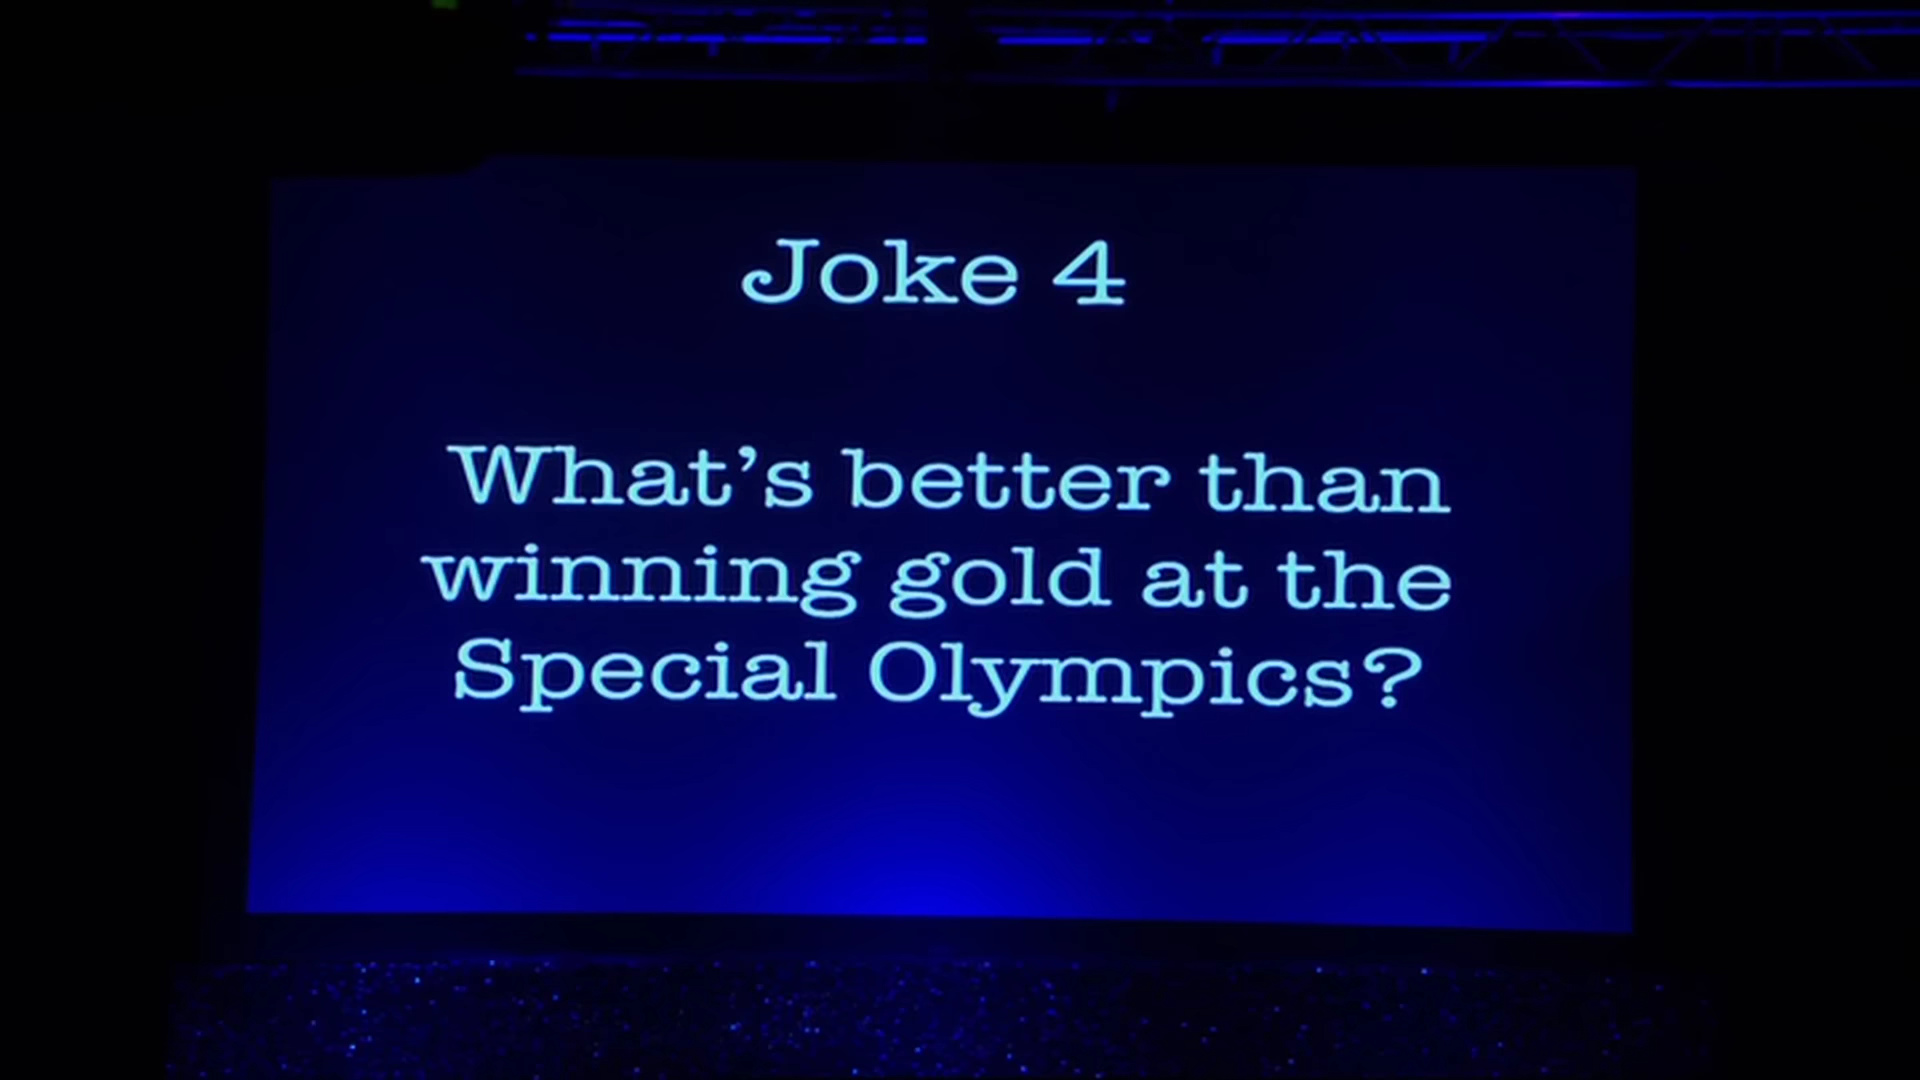 Joke 4
What’s better than
winning gold at the
Special Olympics?